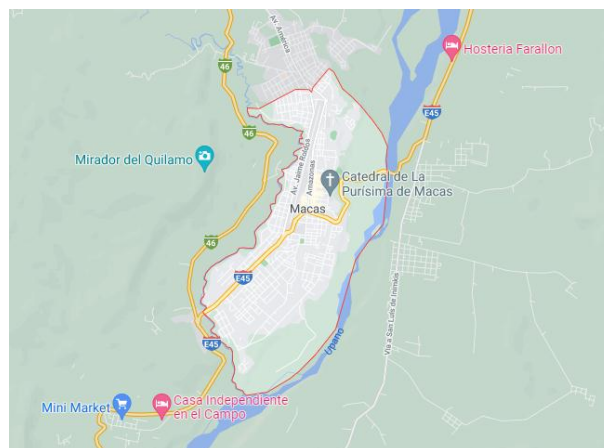 Av. América
Hosteria Farallon
46
E45
46
Mirador del Quilamo
Av. Jaime Roldós
Amazonas
Catedral de La
Purísima de Macas
Macas
46
E45
Vía a San Luis de Ininkis
Upano
E45
Mini Market
Casa Independiente
en el Campo